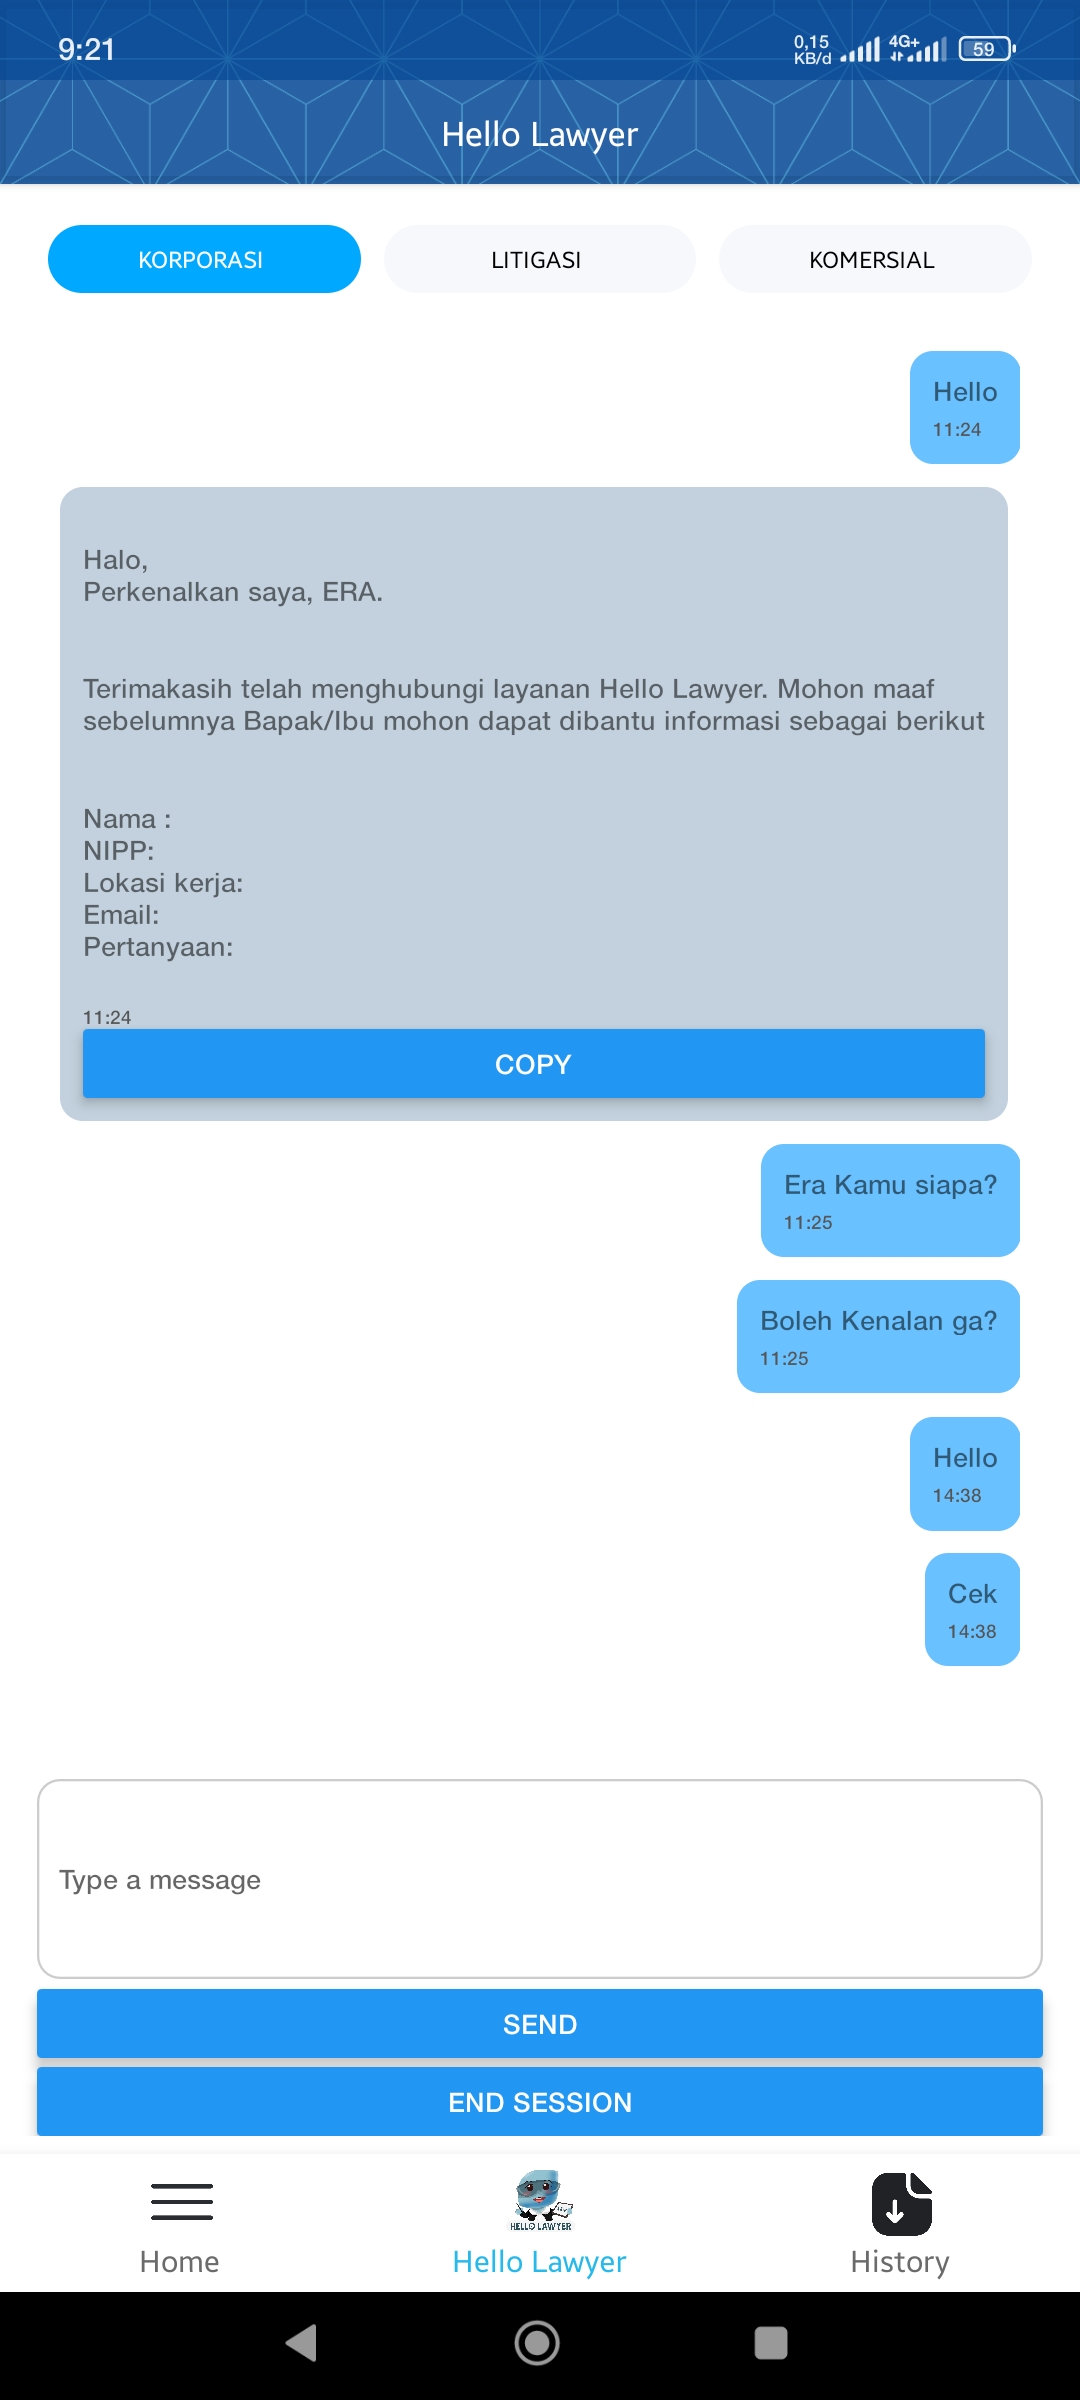 9:21
0,15
KB/d
4G+
59
Hello Lawyer
KORPORASI
LITIGASI
KOMERSIAL
Hello
11:24
Halo,
Perkenalkan saya, ERA.
Terimakasih telah menghubungi layanan Hello Lawyer. Mohon maaf
sebelumnya Bapak/Ibu mohon dapat dibantu informasi sebagai berikut
Nama :
NIPP:
Lokasi kerja:
Email:
Pertanyaan:
11:24
COPY
Era Kamu siapa?
11:25
Boleh Kenalan ga?
11:25
Hello
14:38
Cek
14:38
Type a message
SEND
END SESSION
HELLO LAWYER
Home
Hello Lawyer
History